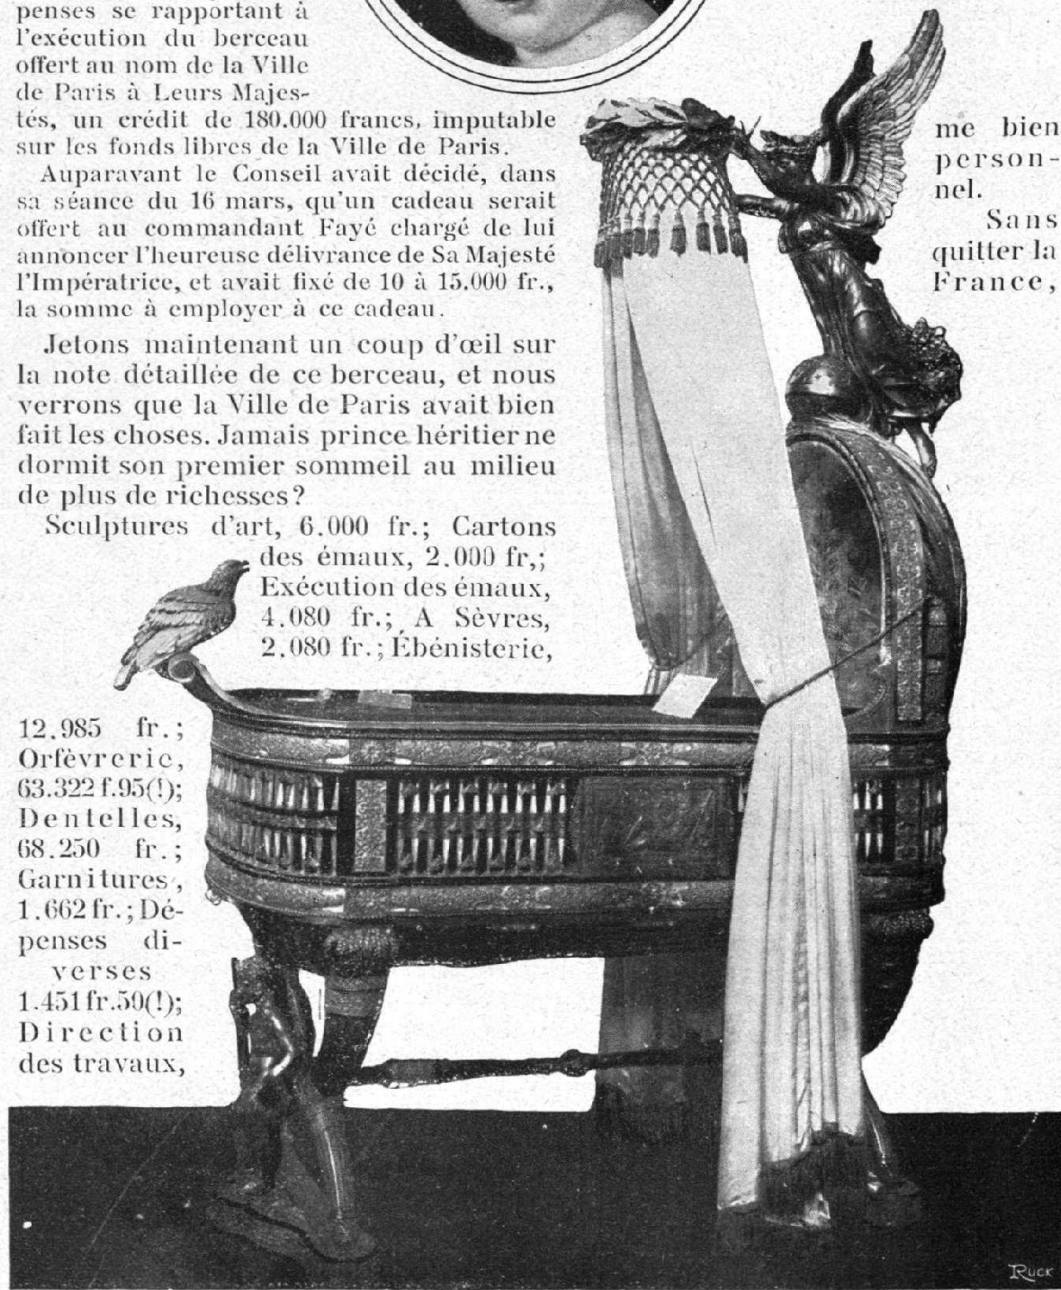 penses se rapportant à
l'exécution du berceau
offert au nom de la Ville
de Paris à Leurs Majes-
tés, un crédit de 180.000 francs, imputable
sur les fonds libres de la Ville de Paris.
Auparavant le Conseil avait décidé, dans
sa séance du 16 mars, qu'un cadeau serait
offert au commandant Fayé chargé de lui
annoncer l'heureuse délivrance de Sa Majesté
l'Impératrice, et avait fixé de 10 à 15.000 fr.,
la somme à employer à ce cadeau.
Jetons maintenant un coup d'œil sur
la note détaillée de ce berceau, et nous
verrons que la Ville de Paris avait bien
fait les choses. Jamais prince héritier ne
dormit son premier sommeil au milieu
de plus de richesses?
Sculptures d'art, 6.000 fr.; Cartons
des émaux, 2.000 fr,;
Exécution des émaux,
4.080 fr.; A Sèvres,
2.080 fr.; Ébénisterie,
12.985 fr.;
Orfèvrerie,
63.322 f.95(!);
Dentelles,
68.250 fr.;
Garnitures,
1.662 fr.; Dé-
penses di-
verses
1.451 fr.50(!);
Direction
des travaux,
me bien
person-
nel.
Sans
quitter la
France,
RUCK